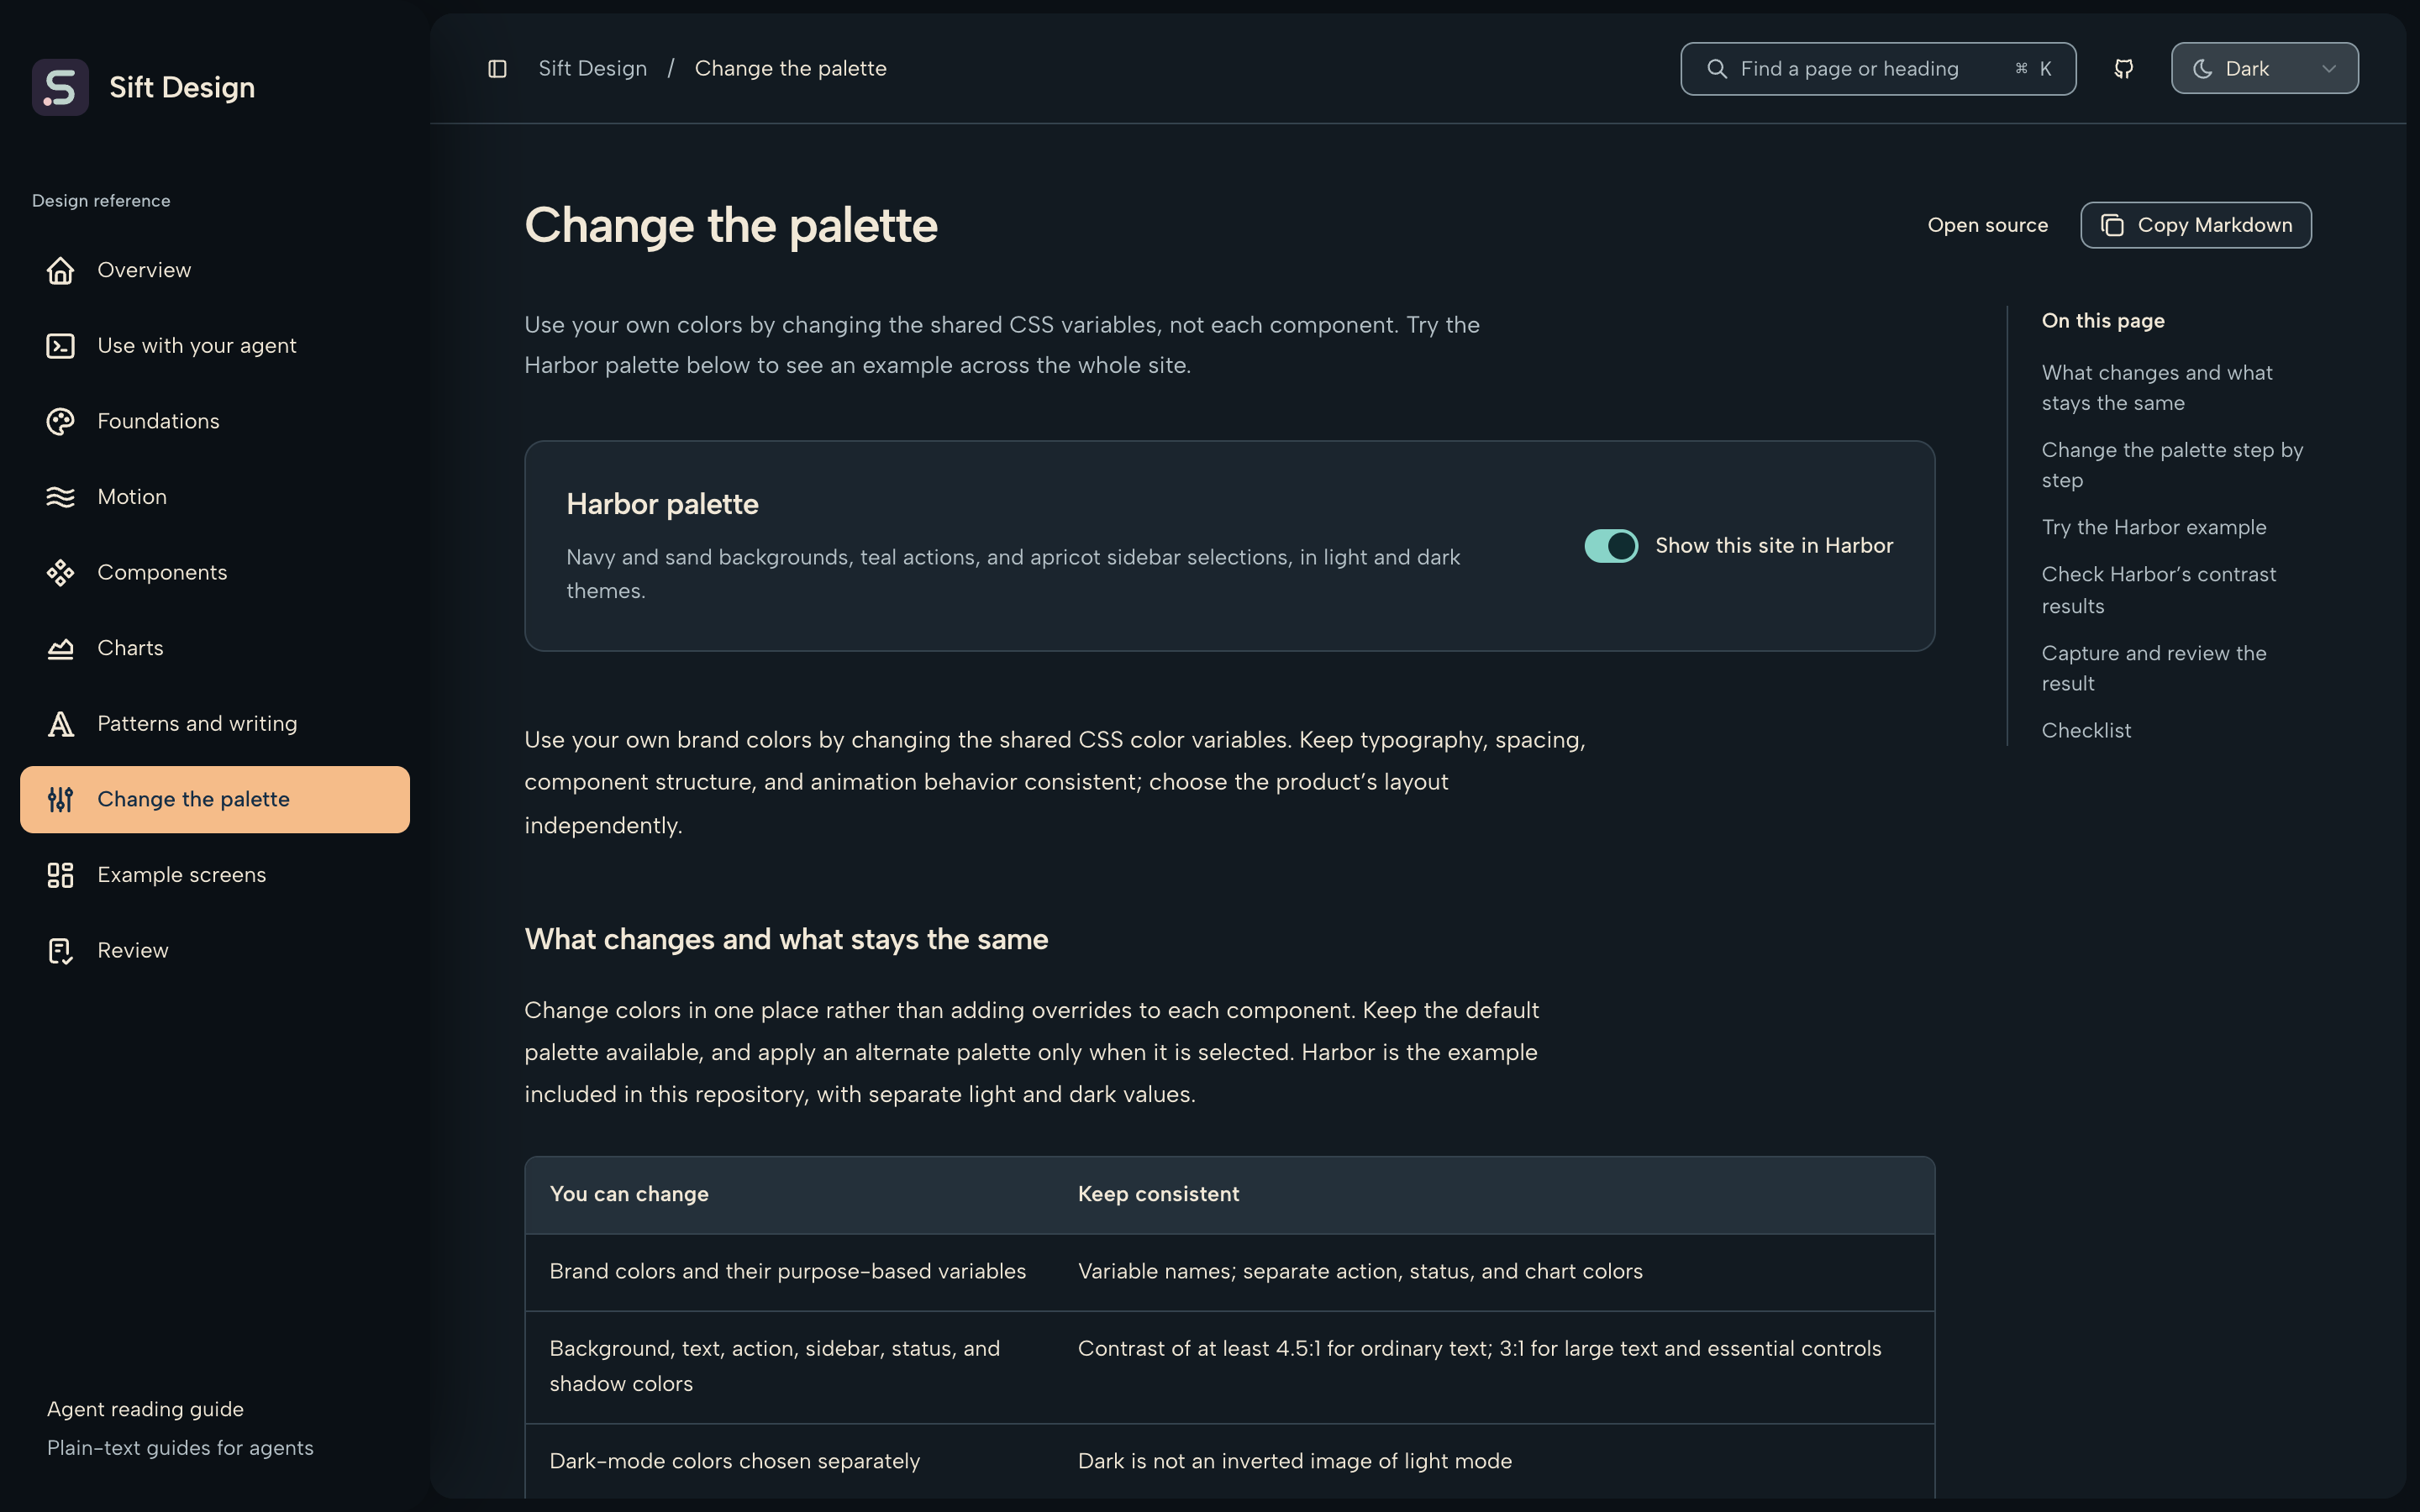 Sift Design
Design reference
Overview
Use with your agent
Foundations
Motion
Components
Charts
Patterns and writing
Change the palette
Example screens
Review
Agent reading guide
Plain-text guides for agents
Sift Design / Change the palette
Find a page or heading ⌘ K
Dark
Change the palette
Open source
Copy Markdown
Use your own colors by changing the shared CSS variables, not each component. Try the
Harbor palette below to see an example across the whole site.
Harbor palette
Navy and sand backgrounds, teal actions, and apricot sidebar selections, in light and dark
themes.
Show this site in Harbor
Use your own brand colors by changing the shared CSS color variables. Keep typography, spacing,
component structure, and animation behavior consistent; choose the product’s layout
independently.
What changes and what stays the same
Change colors in one place rather than adding overrides to each component. Keep the default
palette available, and apply an alternate palette only when it is selected. Harbor is the example
included in this repository, with separate light and dark values.
You can change
Keep consistent
Brand colors and their purpose-based variables
Variable names; separate action, status, and chart colors
Background, text, action, sidebar, status, and
shadow colors
Contrast of at least 4.5:1 for ordinary text; 3:1 for large text and essential controls
Dark-mode colors chosen separately
Dark is not an inverted image of light mode
On this page
What changes and what
stays the same
Change the palette step by
step
Try the Harbor example
Check Harbor’s contrast
results
Capture and review the
result
Checklist